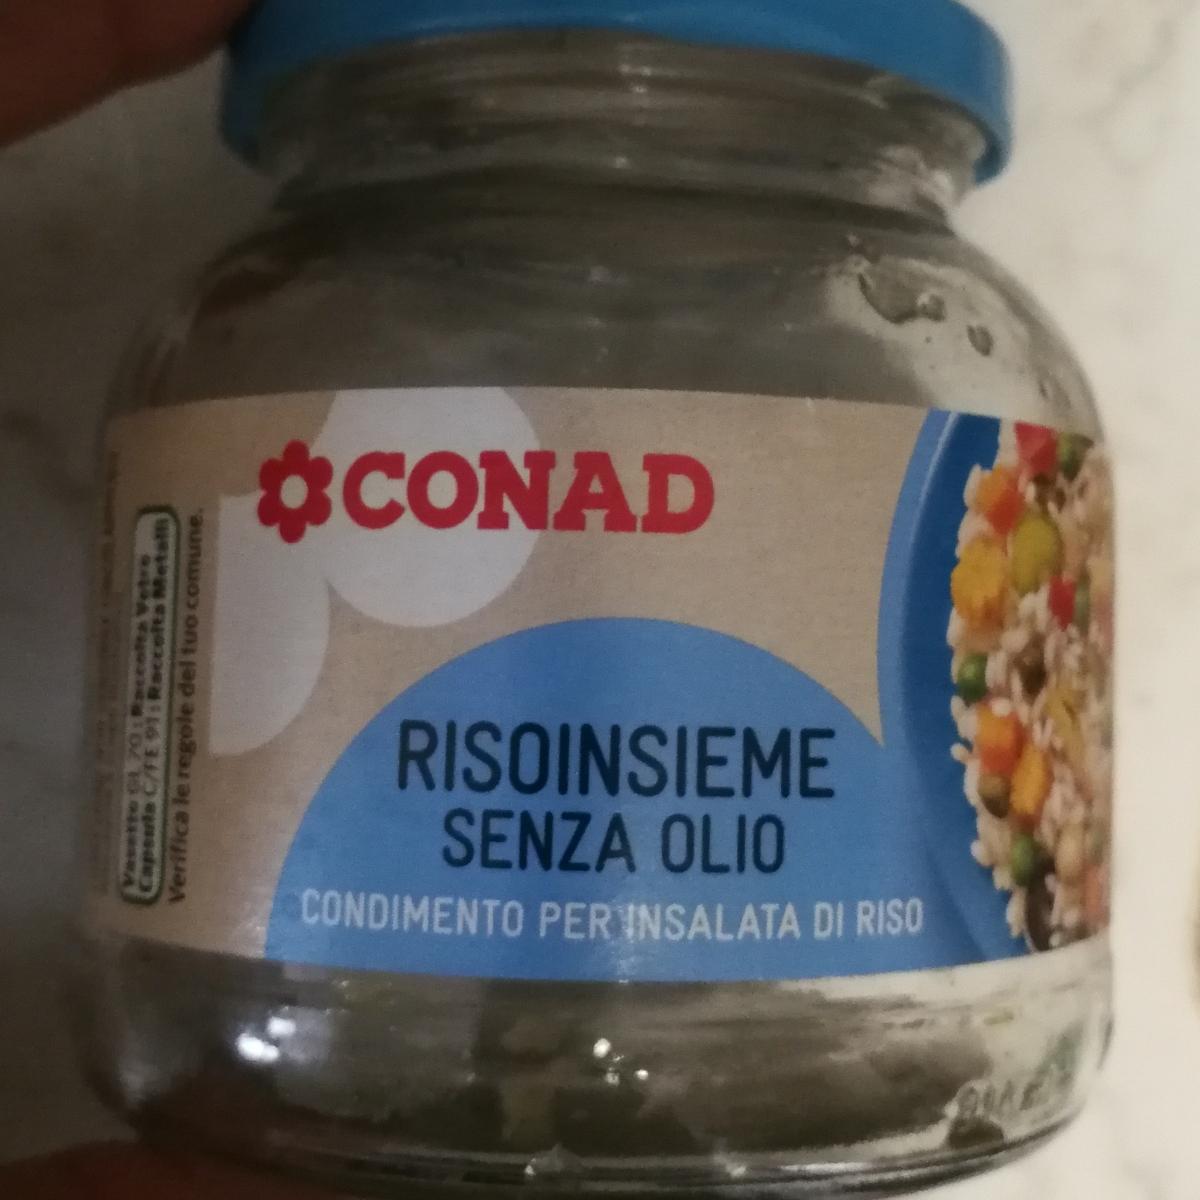 CONAD
RISOINSIEME
SENZA OLIO
CONDIMENTO PER INSALATA DI RISO
Vasetto GL 70 : Raccolta Vetro
Capsula C/FE 91 : Raccolta Metalli
Verifica le regole del tuo comune.